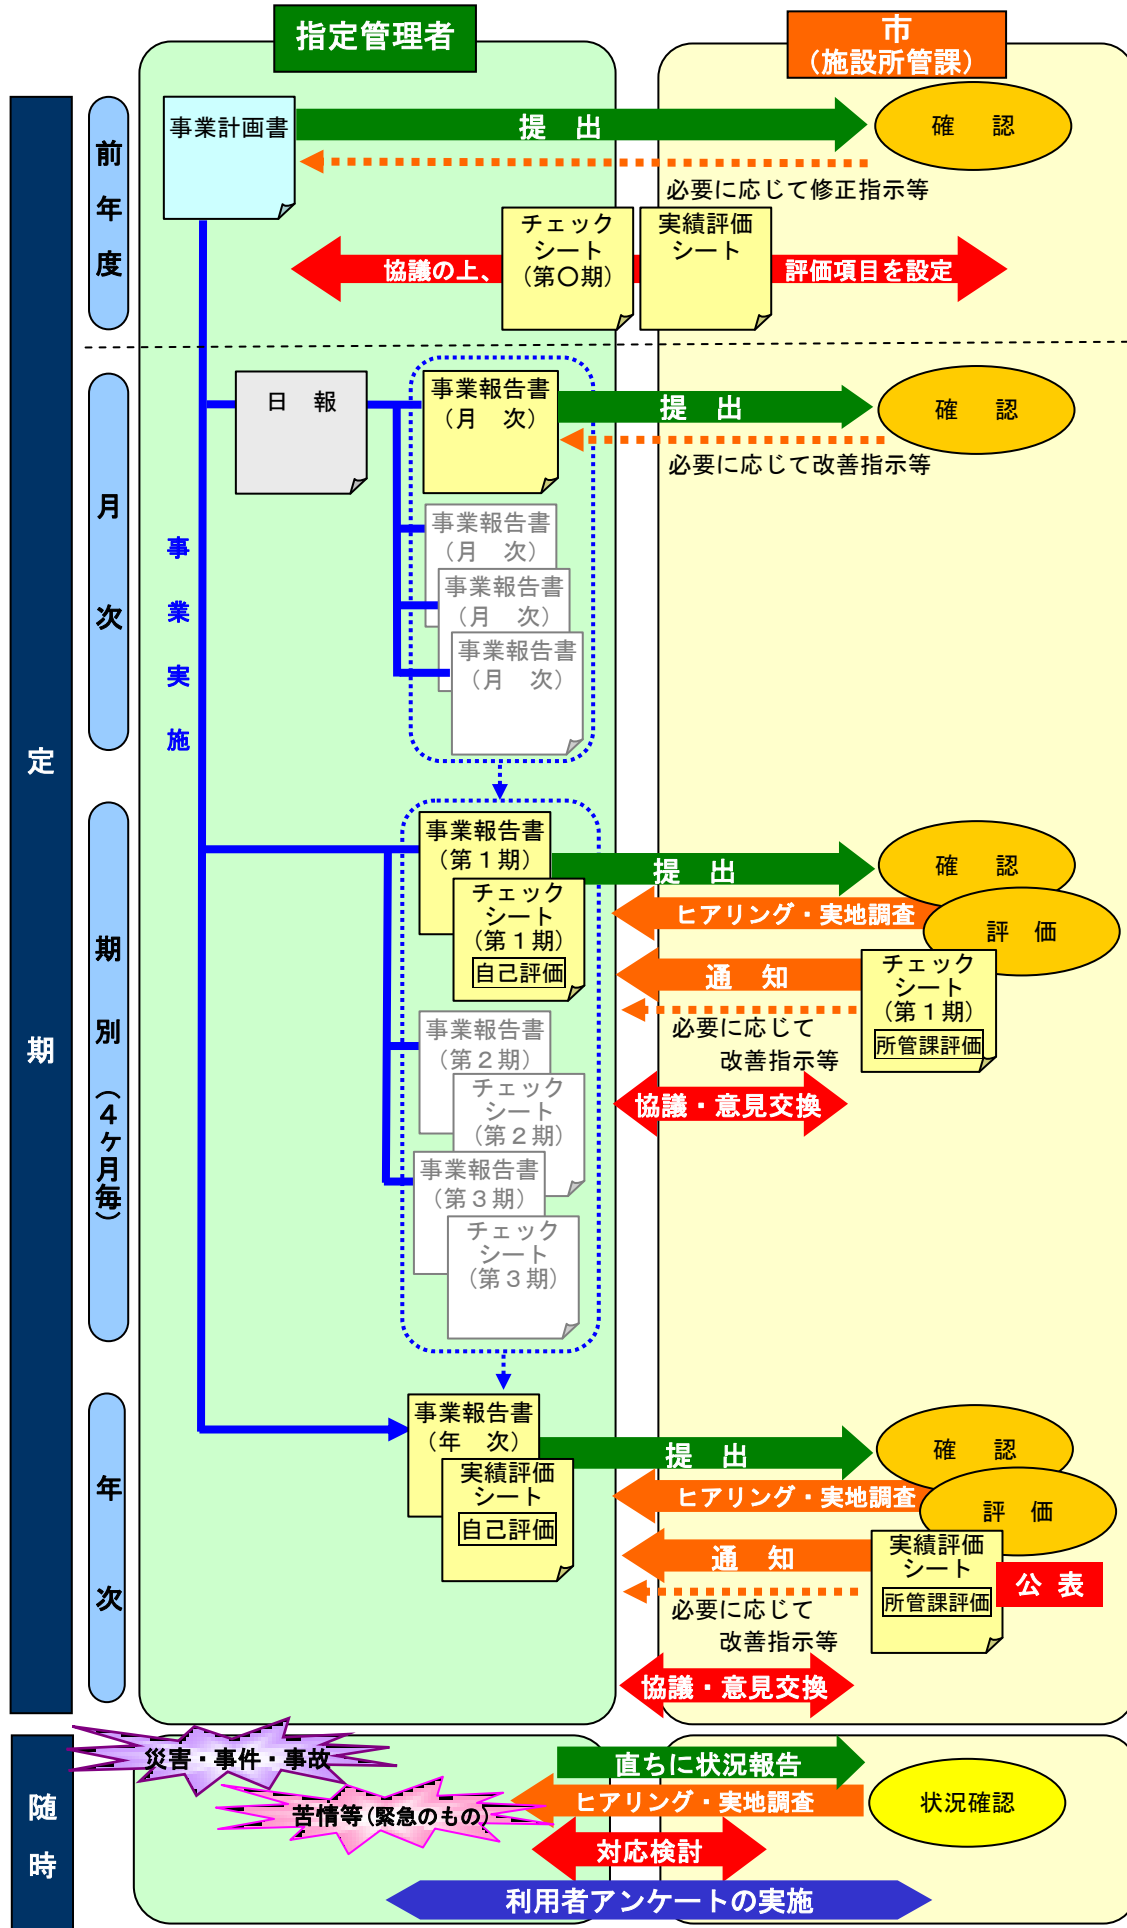 指定管理者
市
（施設所管課）
定　期
前年度
事業計画書
提　出
確　認
必要に応じて修正指示等
チェック
シート
（第〇期）
実績評価
シート
協議の上、
評価項目を設定
月　次
日　報
事業報告書
（月　次）
提　出
確　認
必要に応じて改善指示等
事業報告書
（月　次）
事業報告書
（月　次）
事業報告書
（月　次）
事業実施
期　別　（４ヶ月毎）
事業報告書
（第１期）
チェック
シート
（第１期）
自己評価
提　出
確　認
ヒアリング・実地調査
評　価
通　知
チェック
シート
（第１期）
所管課評価
必要に応じて
改善指示等
協議・意見交換
事業報告書
（第２期）
チェック
シート
（第２期）
事業報告書
（第３期）
チェック
シート
（第３期）
年　次
事業報告書
（年　次）
実績評価
シート
自己評価
提　出
確　認
ヒアリング・実地調査
評　価
通　知
実績評価
シート
所管課評価
公 表
必要に応じて
改善指示等
協議・意見交換
随時
災害・事件・事故
苦情等(緊急のもの)
直ちに状況報告
ヒアリング・実地調査
状況確認
対応検討
利用者アンケートの実施